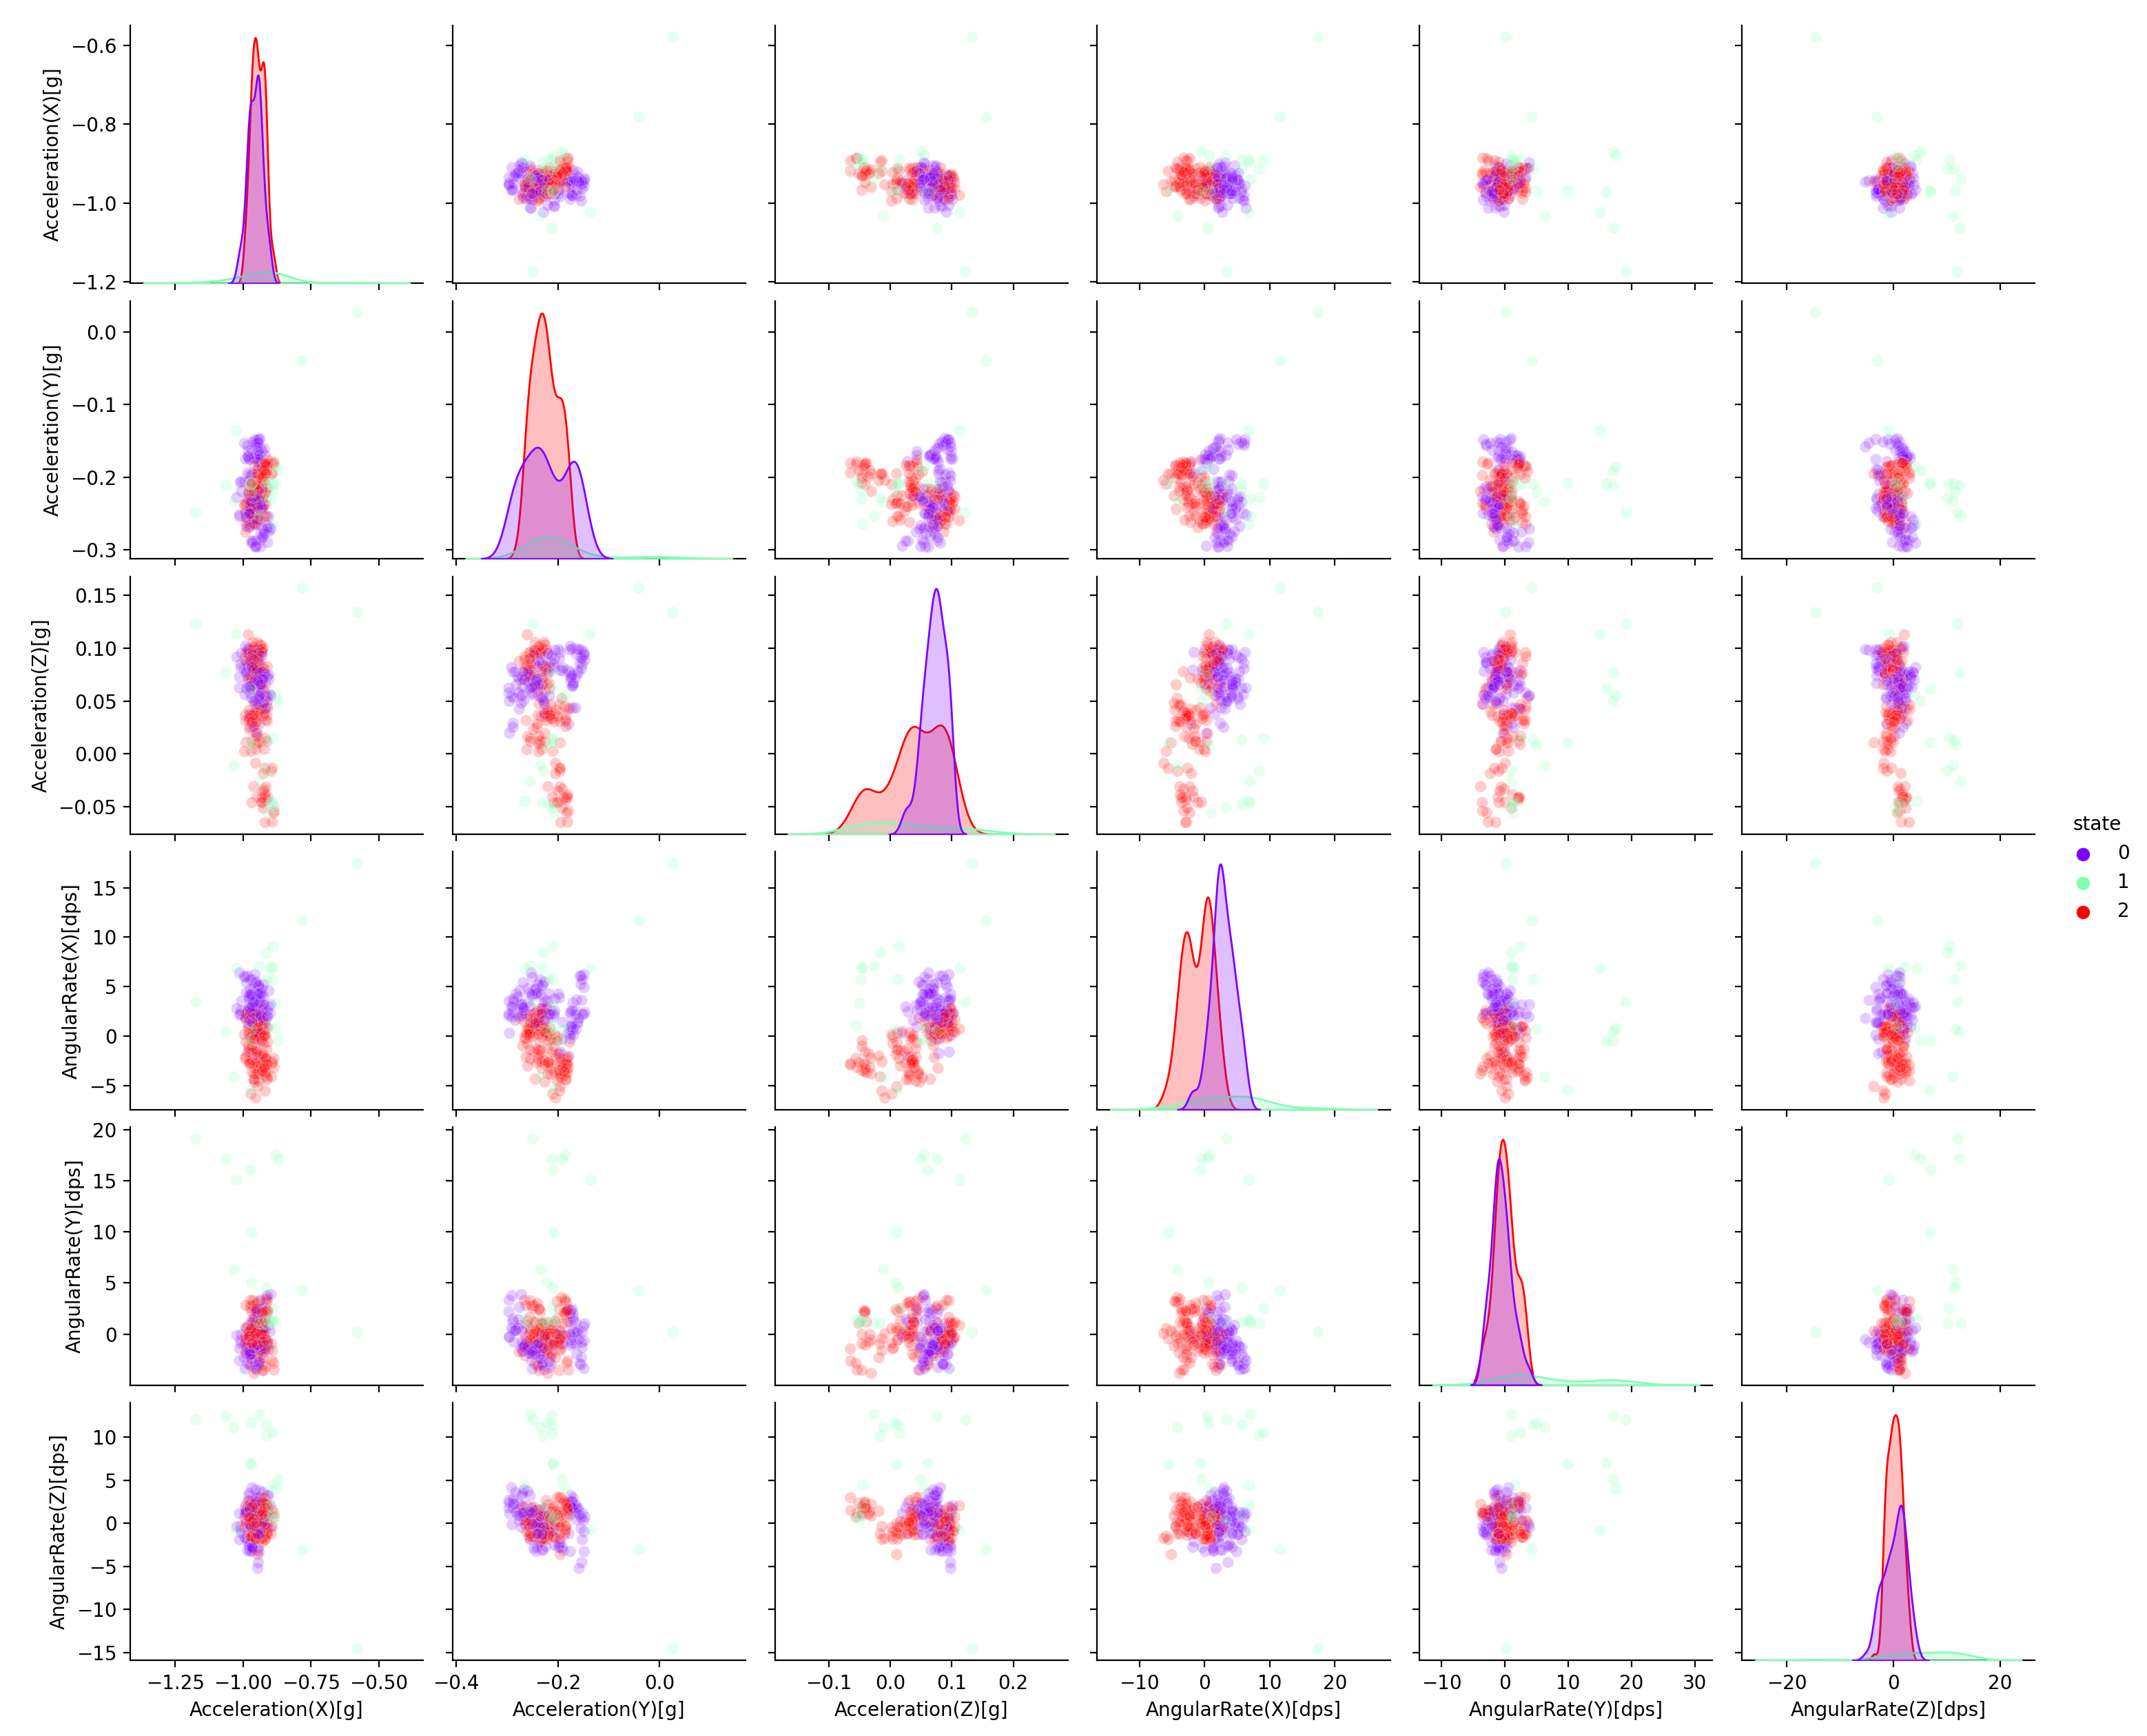 Acceleration(X)[g]
−0.6
−0.8
−1.0
−1.2
Acceleration(Y)[g]
0.0
−0.1
−0.2
−0.3
Acceleration(Z)[g]
0.15
0.10
0.05
0.00
−0.05
AngularRate(X)[dps]
15
10
5
0
−5
AngularRate(Y)[dps]
20
15
10
5
0
AngularRate(Z)[dps]
10
5
0
−5
−10
−15
−1.25 −1.00 −0.75 −0.50
Acceleration(X)[g]
−0.4 −0.2 0.0
Acceleration(Y)[g]
−0.1 0.0 0.1 0.2
Acceleration(Z)[g]
−10 0 10 20
AngularRate(X)[dps]
−10 0 10 20 30
AngularRate(Y)[dps]
−20 0 20
AngularRate(Z)[dps]
state
0
1
2